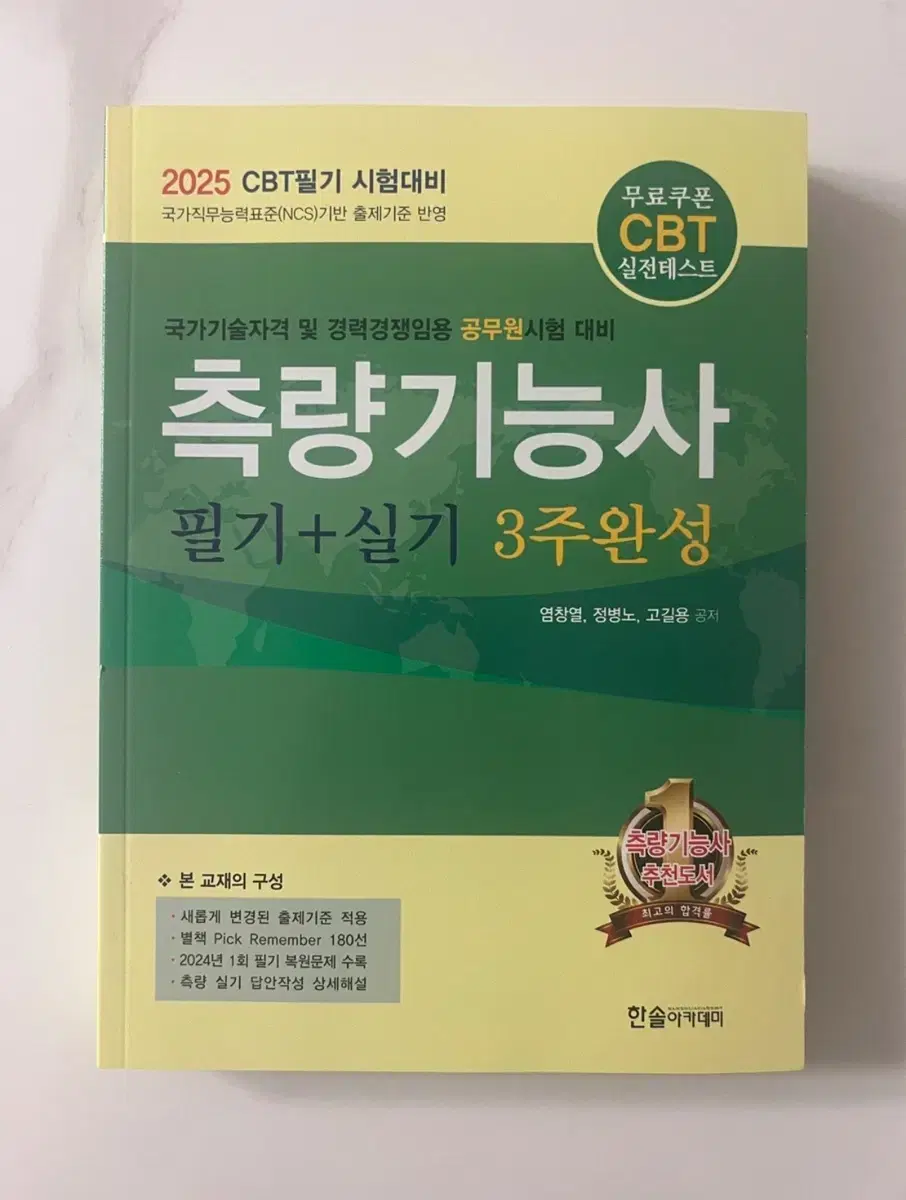 2025 CBT필기 시험대비
국가직무능력표준(NCS)기반 출제기준 반영
무료쿠폰
CBT
실전테스트
국가기술자격 및 경력경쟁임용 공무원시험 대비
측량기능사
필기+실기 3주완성
염창열, 정병노, 고길용 공저
1
측량기능사
추천도서
최고의 합격률
❖ 본 교재의 구성
· 새롭게 변경된 출제기준 적용
· 별책 Pick Remember 180선
· 2024년 1회 필기 복원문제 수록
· 측량 실기 답안작성 상세해설
한솔아카데미